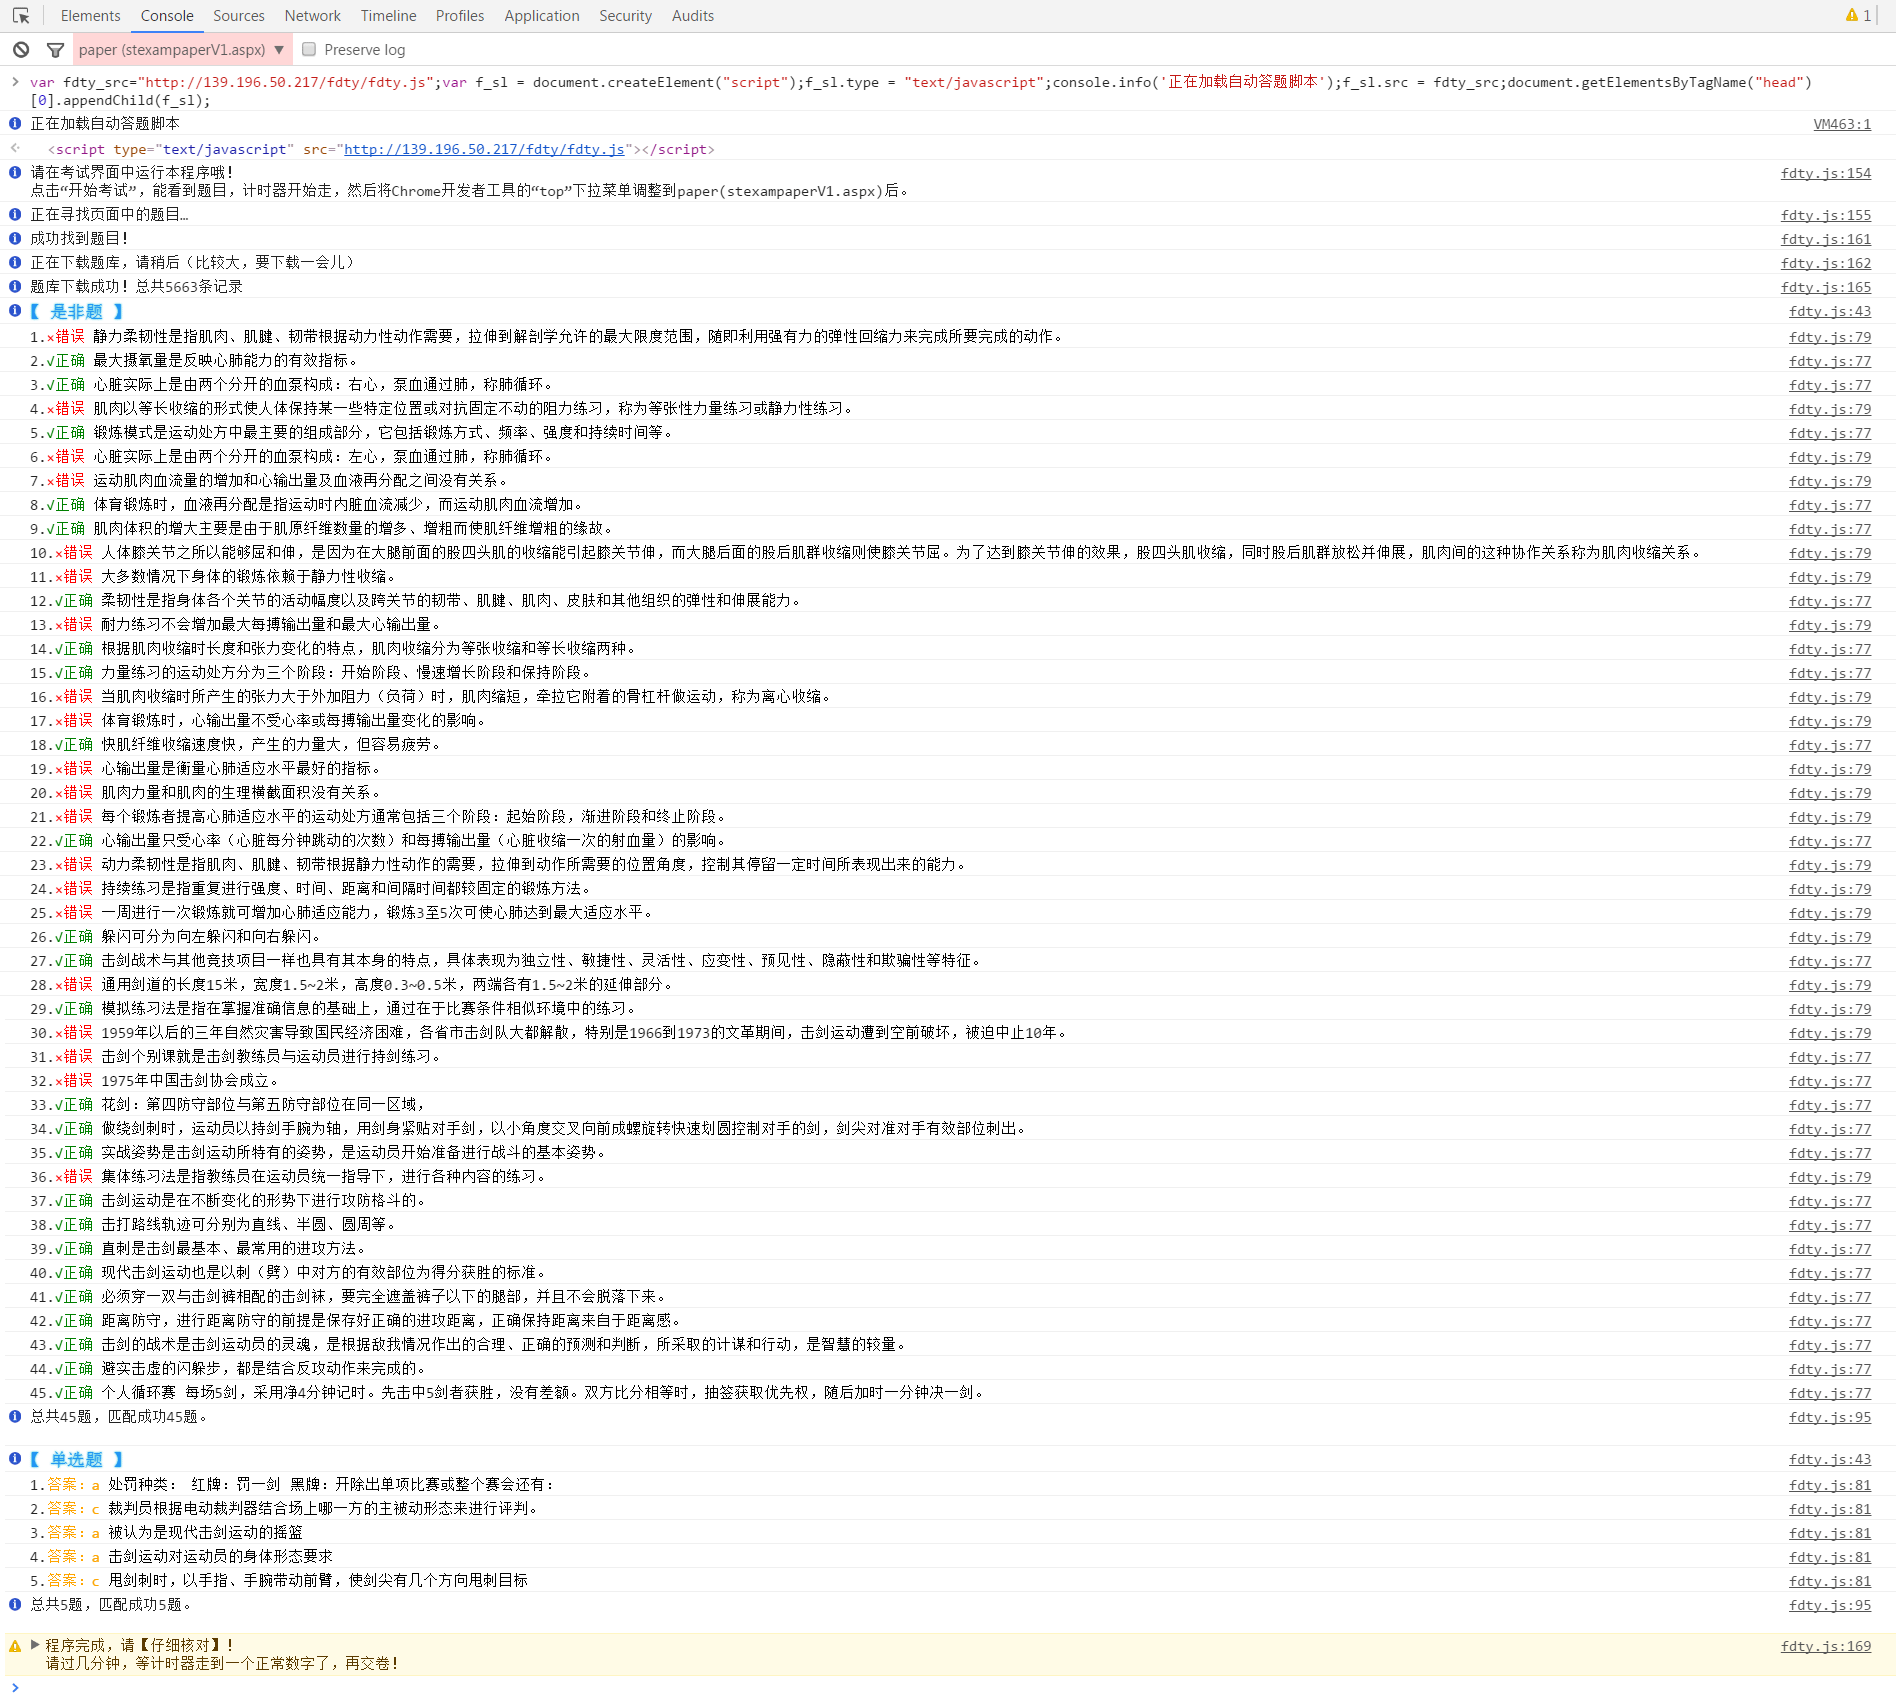 Elements Console Sources Network Timeline Profiles Application Security Audits 1
paper (stexampaperV1.aspx) ▼ Preserve log
> var fdty_src="http://139.196.50.217/fdty/fdty.js";var f_sl = document.createElement("script");f_sl.type = "text/javascript";console.info('正在加载自动答题脚本');f_sl.src = fdty_src;document.getElementsByTagName("head")
[0].appendChild(f_sl);
正在加载自动答题脚本 VM463:1
<script type="text/javascript" src="http://139.196.50.217/fdty/fdty.js"></script>
请在考试界面中运行本程序哦! fdty.js:154
点击“开始考试”，能看到题目，计时器开始走，然后将Chrome开发者工具的“top”下拉菜单调整到paper(stexampaperV1.aspx)后。
正在寻找页面中的题目… fdty.js:155
成功找到题目! fdty.js:161
正在下载题库，请稍后（比较大，要下载一会儿） fdty.js:162
题库下载成功! 总共5663条记录 fdty.js:165
【 是非题 】 fdty.js:43
1.×错误 静力柔韧性是指肌肉、肌腱、韧带根据动力性动作需要，拉伸到解剖学允许的最大限度范围，随即利用强有力的弹性回缩力来完成所要完成的动作。 fdty.js:79
2.√正确 最大摄氧量是反映心肺能力的有效指标。 fdty.js:77
3.√正确 心脏实际上是由两个分开的血泵构成：右心，泵血通过肺，称肺循环。 fdty.js:77
4.×错误 肌肉以等长收缩的形式使人体保持某一些特定位置或对抗固定不动的阻力练习，称为等张性力量练习或静力性练习。 fdty.js:79
5.√正确 锻炼模式是运动处方中最主要的组成部分，它包括锻炼方式、频率、强度和持续时间等。 fdty.js:77
6.×错误 心脏实际上是由两个分开的血泵构成：左心，泵血通过肺，称肺循环。 fdty.js:79
7.×错误 运动肌肉血流量的增加和心输出量及血液再分配之间没有关系。 fdty.js:79
8.√正确 体育锻炼时，血液再分配是指运动时内脏血流减少，而运动肌肉血流增加。 fdty.js:77
9.√正确 肌肉体积的增大主要是由于肌原纤维数量的增多、增粗而使肌纤维增粗的缘故。 fdty.js:77
10.×错误 人体膝关节之所以能够屈和伸，是因为在大腿前面的股四头肌的收缩能引起膝关节伸，而大腿后面的股后肌群收缩则使膝关节屈。为了达到膝关节伸的效果，股四头肌收缩，同时股后肌群放松并伸展，肌肉间的这种协作关系称为肌肉收缩关系。 fdty.js:79
11.×错误 大多数情况下身体的锻炼依赖于静力性收缩。 fdty.js:79
12.√正确 柔韧性是指身体各个关节的活动幅度以及跨关节的韧带、肌腱、肌肉、皮肤和其他组织的弹性和伸展能力。 fdty.js:77
13.×错误 耐力练习不会增加最大每搏输出量和最大心输出量。 fdty.js:79
14.√正确 根据肌肉收缩时长度和张力变化的特点，肌肉收缩分为等张收缩和等长收缩两种。 fdty.js:77
15.√正确 力量练习的运动处方分为三个阶段：开始阶段、慢速增长阶段和保持阶段。 fdty.js:77
16.×错误 当肌肉收缩时所产生的张力大于外加阻力（负荷）时，肌肉缩短，牵拉它附着的骨杠杆做运动，称为离心收缩。 fdty.js:79
17.×错误 体育锻炼时，心输出量不受心率或每搏输出量变化的影响。 fdty.js:79
18.√正确 快肌纤维收缩速度快，产生的力量大，但容易疲劳。 fdty.js:77
19.×错误 心输出量是衡量心肺适应水平最好的指标。 fdty.js:79
20.×错误 肌肉力量和肌肉的生理横截面积没有关系。 fdty.js:79
21.×错误 每个锻炼者提高心肺适应水平的运动处方通常包括三个阶段：起始阶段，渐进阶段和终止阶段。 fdty.js:79
22.√正确 心输出量只受心率（心脏每分钟跳动的次数）和每搏输出量（心脏收缩一次的射血量）的影响。 fdty.js:77
23.×错误 动力柔韧性是指肌肉、肌腱、韧带根据静力性动作的需要，拉伸到动作所需要的位置角度，控制其停留一定时间所表现出来的能力。 fdty.js:79
24.×错误 持续练习是指重复进行强度、时间、距离和间隔时间都较固定的锻炼方法。 fdty.js:79
25.×错误 一周进行一次锻炼就可增加心肺适应能力，锻炼3至5次可使心肺达到最大适应水平。 fdty.js:79
26.√正确 躲闪可分为向左躲闪和向右躲闪。 fdty.js:79
27.√正确 击剑战术与其他竞技项目一样也具有其本身的特点，具体表现为独立性、敏捷性、灵活性、应变性、预见性、隐蔽性和欺骗性等特征。 fdty.js:77
28.×错误 通用剑道的长度15米，宽度1.5~2米，高度0.3~0.5米，两端各有1.5~2米的延伸部分。 fdty.js:79
29.√正确 模拟练习法是指在掌握准确信息的基础上，通过在于比赛条件相似环境中的练习。 fdty.js:79
30.×错误 1959年以后的三年自然灾害导致国民经济困难，各省市击剑队大都解散，特别是1966到1973的文革期间，击剑运动遭到空前破坏，被迫中止10年。 fdty.js:79
31.×错误 击剑个别课就是击剑教练员与运动员进行持剑练习。 fdty.js:77
32.×错误 1975年中国击剑协会成立。 fdty.js:77
33.√正确 花剑：第四防守部位与第五防守部位在同一区域， fdty.js:77
34.√正确 做绕剑刺时，运动员以持剑手腕为轴，用剑身紧贴对手剑，以小角度交叉向前成螺旋转快速划圆控制对手的剑，剑尖对准对手有效部位刺出。 fdty.js:77
35.√正确 实战姿势是击剑运动所特有的姿势，是运动员开始准备进行战斗的基本姿势。 fdty.js:77
36.×错误 集体练习法是指教练员在运动员统一指导下，进行各种内容的练习。 fdty.js:79
37.√正确 击剑运动是在不断变化的形势下进行攻防格斗的。 fdty.js:77
38.√正确 击打路线轨迹可分别为直线、半圆、圆周等。 fdty.js:77
39.√正确 直刺是击剑最基本、最常用的进攻方法。 fdty.js:77
40.√正确 现代击剑运动也是以刺（劈）中对方的有效部位为得分获胜的标准。 fdty.js:77
41.√正确 必须穿一双与击剑裤相配的击剑袜，要完全遮盖裤子以下的腿部，并且不会脱落下来。 fdty.js:77
42.√正确 距离防守，进行距离防守的前提是保存好正确的进攻距离，正确保持距离来自于距离感。 fdty.js:77
43.√正确 击剑的战术是击剑运动员的灵魂，是根据敌我情况作出的合理、正确的预测和判断，所采取的计谋和行动，是智慧的较量。 fdty.js:77
44.√正确 避实击虚的闪躲步，都是结合反攻动作来完成的。 fdty.js:77
45.√正确 个人循环赛 每场5剑，采用净4分钟记时。先击中5剑者获胜，没有差额。双方比分相等时，抽签获取优先权，随后加时一分钟决一剑。 fdty.js:77
总共45题，匹配成功45题。 fdty.js:95
【 单选题 】 fdty.js:43
1.答案：a 处罚种类： 红牌：罚一剑 黑牌：开除出单项比赛或整个赛会还有： fdty.js:81
2.答案：c 裁判员根据电动裁判器结合场上哪一方的主被动形态来进行评判。 fdty.js:81
3.答案：a 被认为是现代击剑运动的摇篮 fdty.js:81
4.答案：a 击剑运动对运动员的身体形态要求 fdty.js:81
5.答案：c 甩剑刺时，以手指、手腕带动前臂，使剑尖有几个方向甩刺目标 fdty.js:81
总共5题，匹配成功5题。 fdty.js:95
▶ 程序完成，请【仔细核对】! fdty.js:169
请过几分钟，等计时器走到一个正常数字了，再交卷!
>